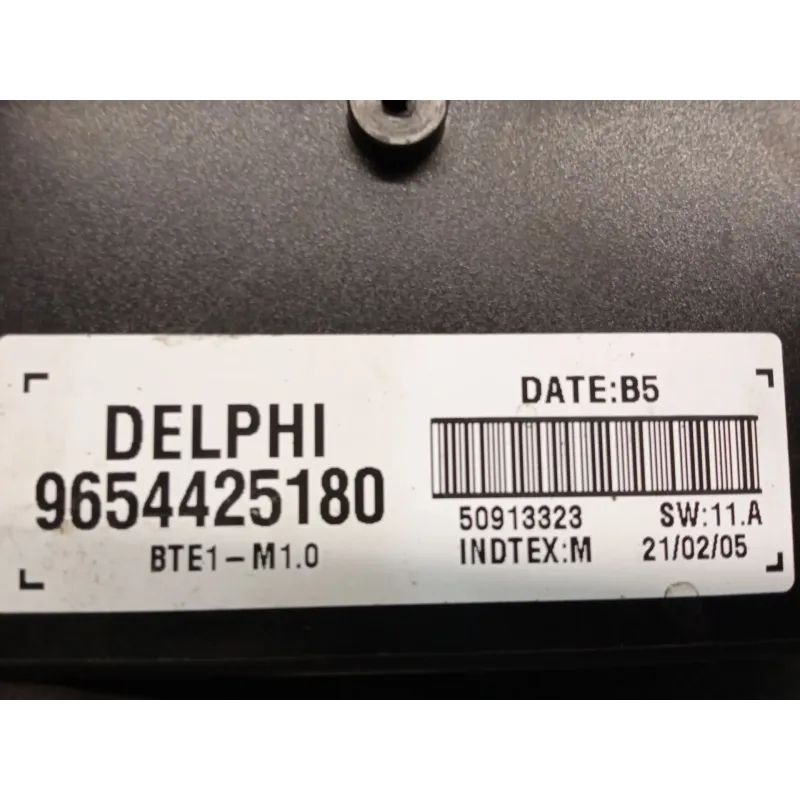 DELPHI
9654425180
BTE1-M1.0
DATE:B5
50913323 SW:11.A
INDTEX:M 21/02/05